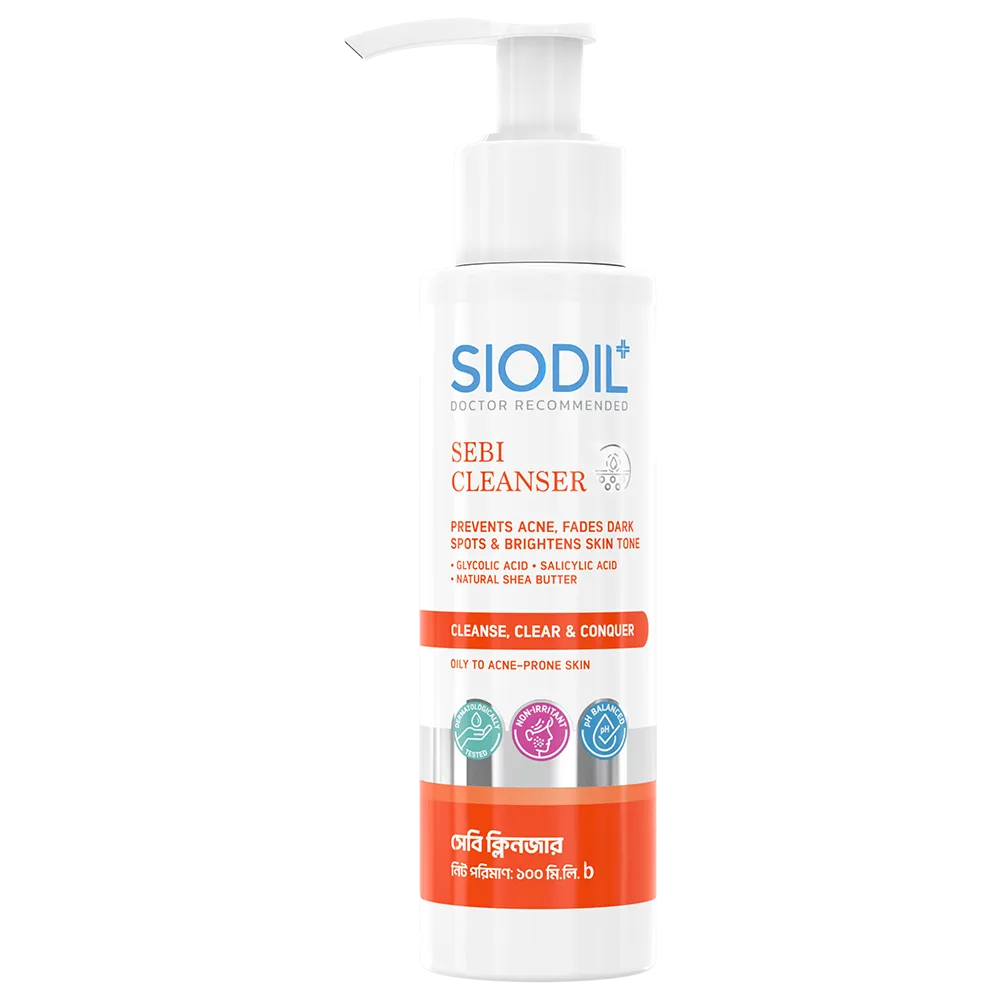 SIODIL+
DOCTOR RECOMMENDED
SEBI
CLEANSER
PREVENTS ACNE, FADES DARK
SPOTS & BRIGHTENS SKIN TONE
• GLYCOLIC ACID • SALICYLIC ACID
• NATURAL SHEA BUTTER
CLEANSE, CLEAR & CONQUER
OILY TO ACNE-PRONE SKIN
DERMATOLOGICALLY TESTED
NON-IRRITANT
pH BALANCED
pH
সেবি ক্লিনজার
নিট পরিমাণ: ১০০ মি.লি. b